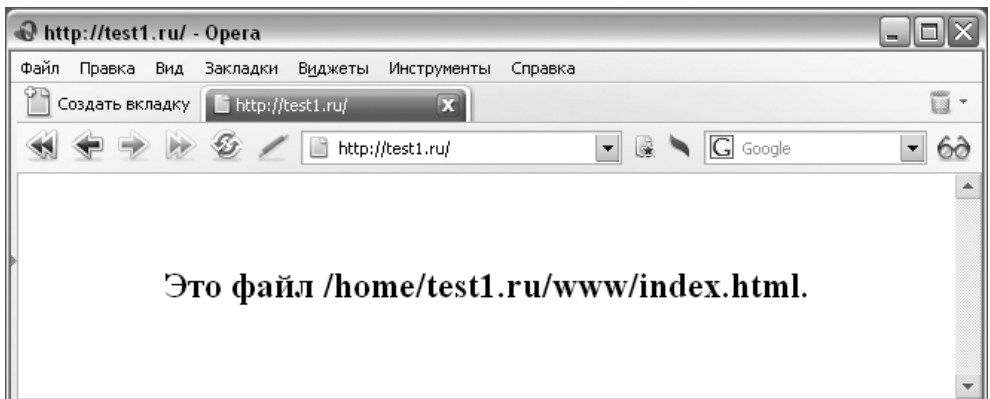 http://test1.ru/ - Opera
Файл Правка Вид Закладки Виджеты Инструменты Справка
Создать вкладку http://test1.ru/
http://test1.ru/ G Google
Это файл /home/test1.ru/www/index.html.